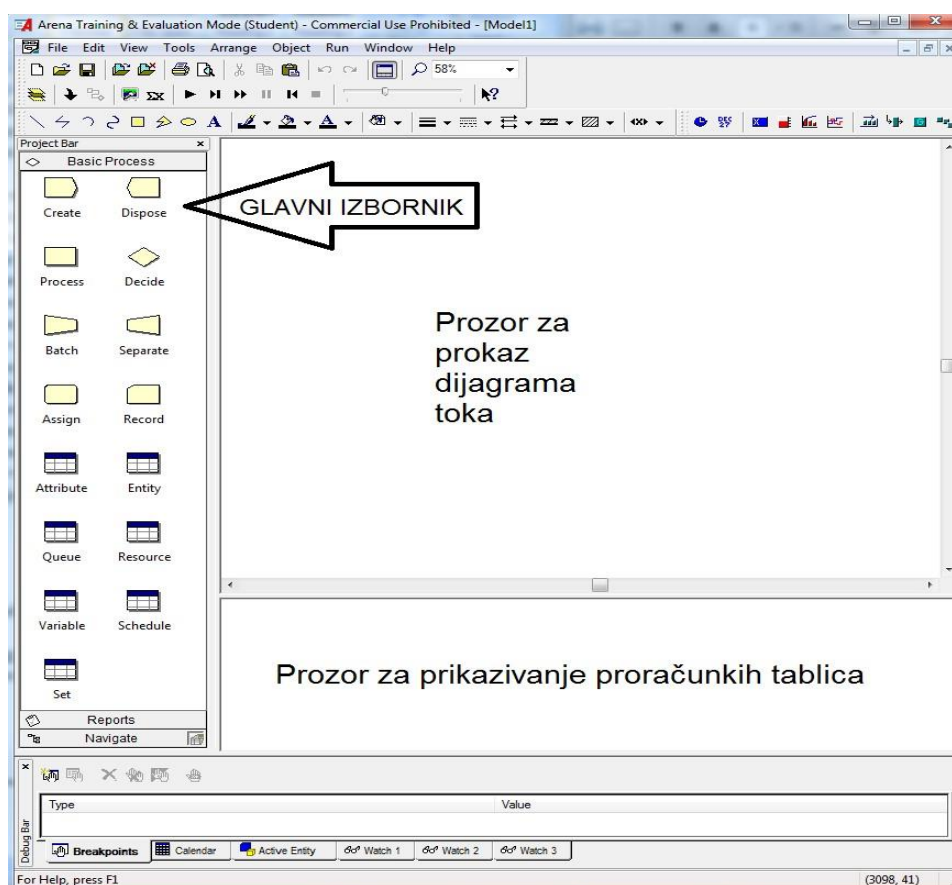 Arena Training & Evaluation Mode (Student) - Commercial Use Prohibited - [Model1]
File Edit View Tools Arrange Object Run Window Help
58%
Project Bar
Basic Process
Create Dispose
GLAVNI IZBORNIK
Process Decide
Batch Separate
Assign Record
Attribute Entity
Queue Resource
Variable Schedule
Set
Reports
Navigate
Prozor za
prokaz
dijagrama
toka
Prozor za prikazivanje proračunkih tablica
Debug Bar
Type Value
Breakpoints Calendar Active Entity Watch 1 Watch 2 Watch 3
For Help, press F1 (3098, 41)